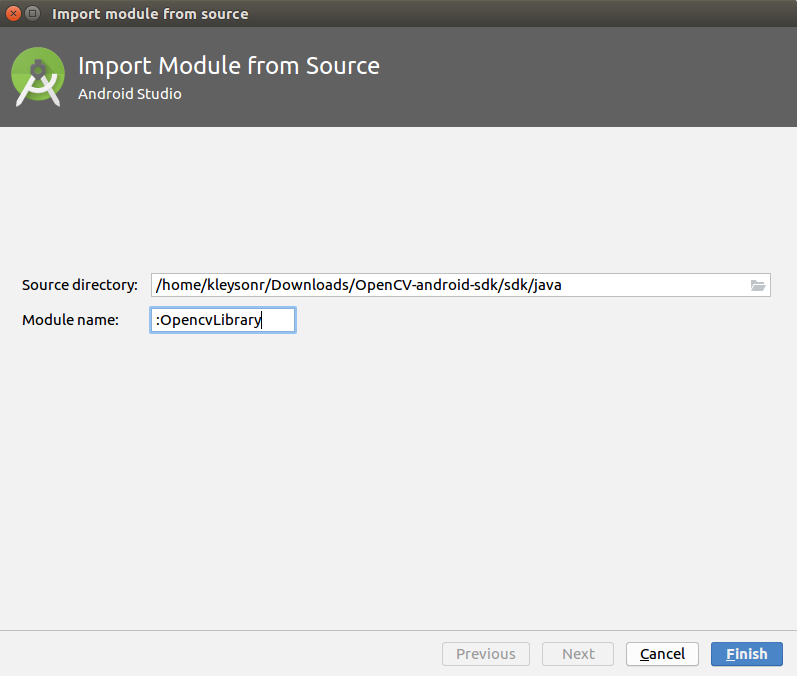 Import module from source
Import Module from Source
Android Studio
Source directory: /home/kleysonr/Downloads/OpenCV-android-sdk/sdk/java
Module name: :OpencvLibrary
Previous Next Cancel Finish